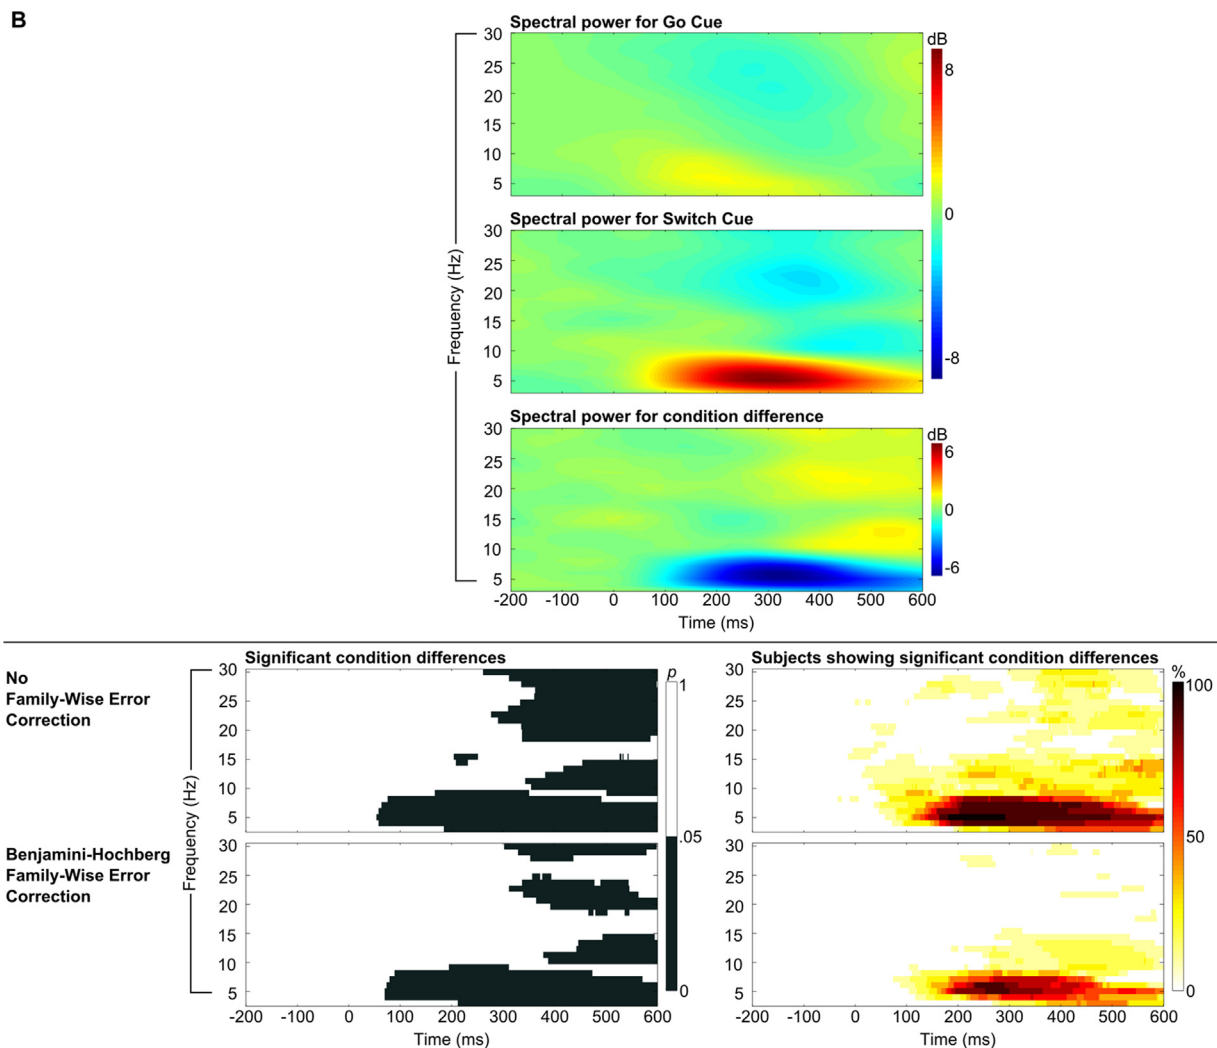 B
Spectral power for Go Cue
30
25
20
15
10
5
dB
8
0
-8
Spectral power for Switch Cue
30
25
20
15
10
5
Frequency (Hz)
Spectral power for condition difference
30
25
20
15
10
5
dB
6
0
-6
-200 -100 0 100 200 300 400 500 600
Time (ms)
No
Family-Wise Error
Correction
Significant condition differences
30
25
20
15
10
5
Frequency (Hz)
p
1
.05
0
Subjects showing significant condition differences
30
25
20
15
10
5
%
100
50
0
Benjamini-Hochberg
Family-Wise Error
Correction
30
25
20
15
10
5
-200 -100 0 100 200 300 400 500 600
Time (ms)
30
25
20
15
10
5
-200 -100 0 100 200 300 400 500 600
Time (ms)